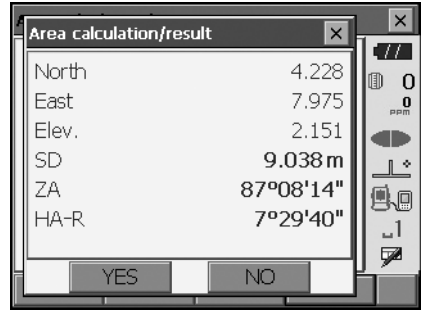 Area calculation/result
North 4.228
East 7.975
Elev. 2.151
SD 9.038 m
ZA 87º08'14"
HA-R 7º29'40"
YES NO
0
0
PPM
1